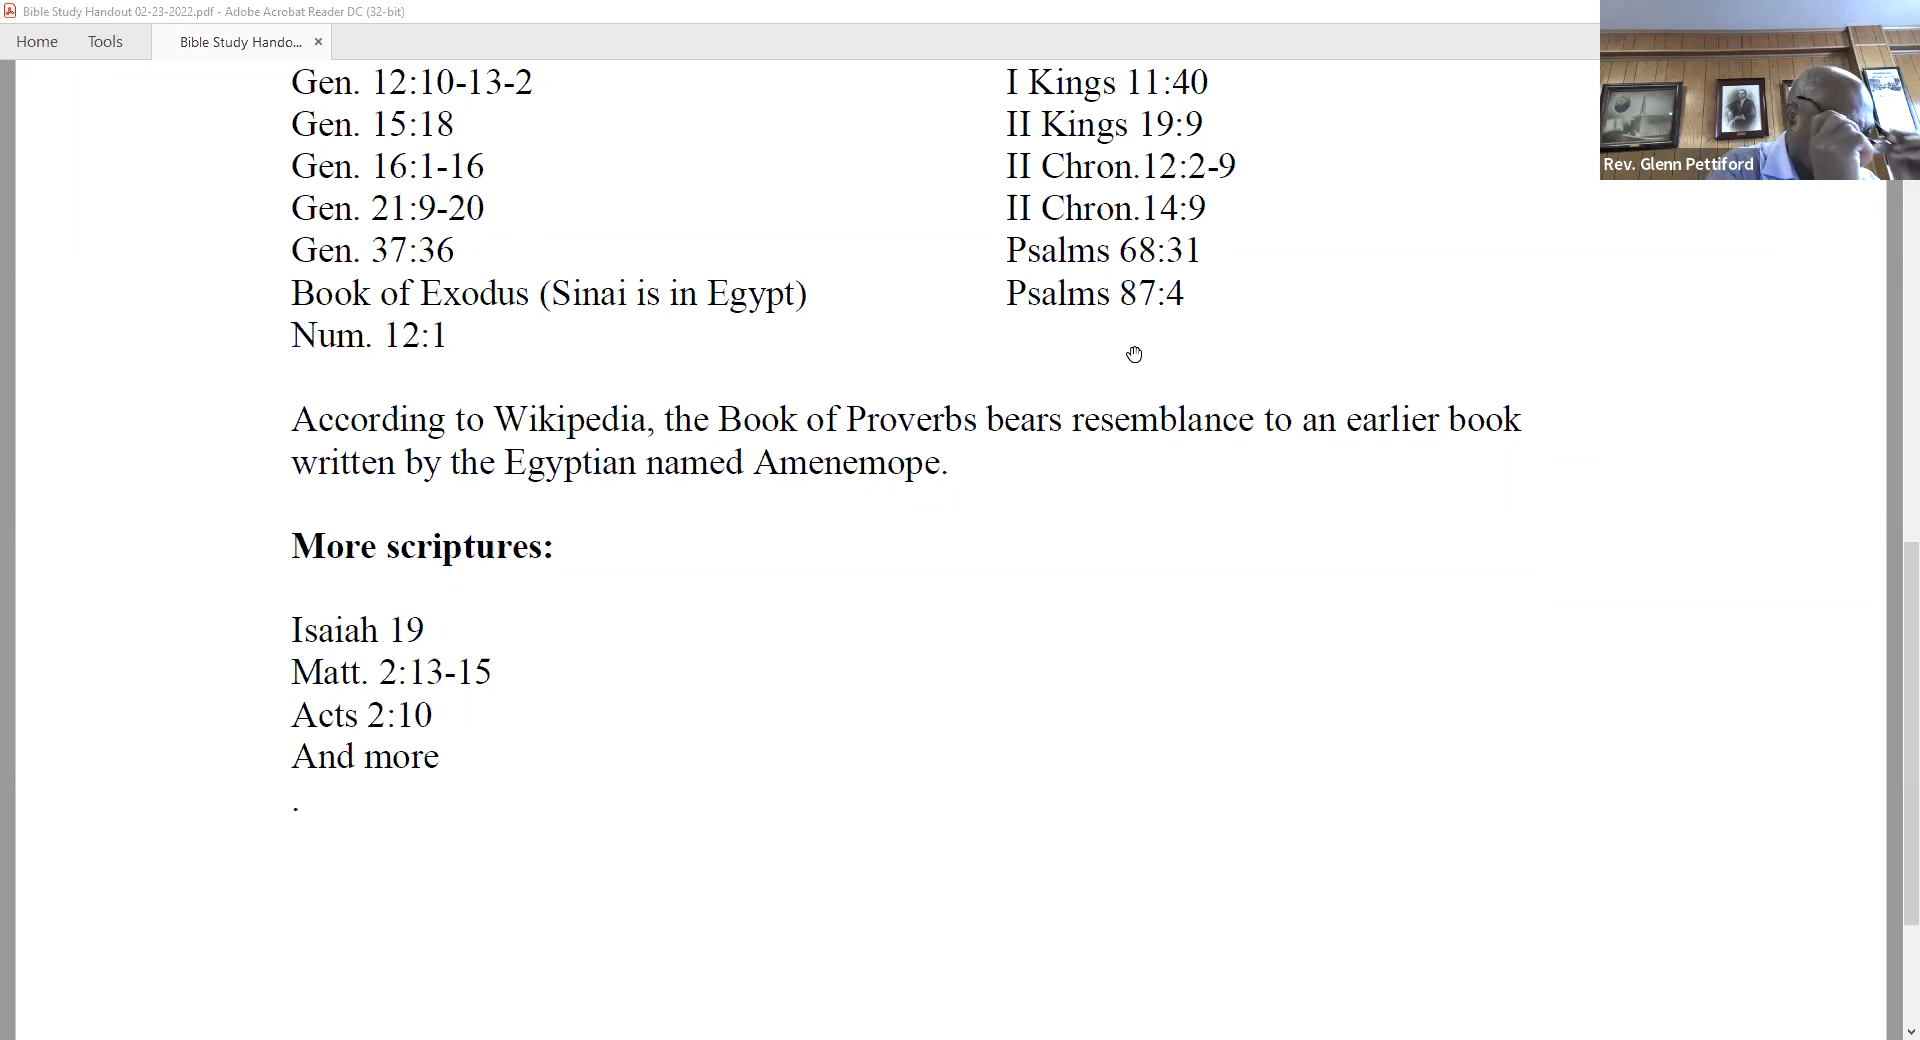 Bible Study Handout 02-23-2022.pdf - Adobe Acrobat Reader DC (32-bit)
Home Tools Bible Study Hando... ×
Gen. 12:10-13-2
Gen. 15:18
Gen. 16:1-16
Gen. 21:9-20
Gen. 37:36
Book of Exodus (Sinai is in Egypt)
Num. 12:1
I Kings 11:40
II Kings 19:9
II Chron.12:2-9
II Chron.14:9
Psalms 68:31
Psalms 87:4
According to Wikipedia, the Book of Proverbs bears resemblance to an earlier book
written by the Egyptian named Amenemope.
More scriptures:
Isaiah 19
Matt. 2:13-15
Acts 2:10
And more
.
Rev. Glenn Pettiford